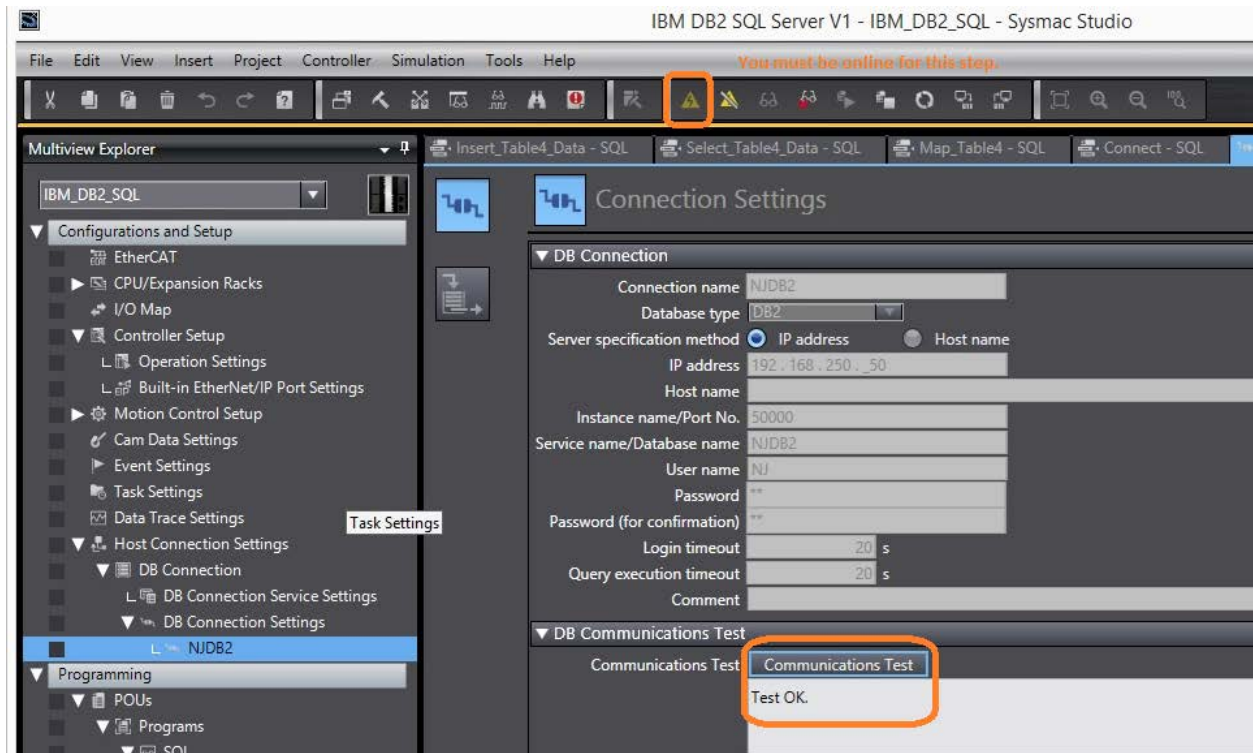 IBM DB2 SQL Server V1 - IBM_DB2_SQL - Sysmac Studio
File Edit View Insert Project Controller Simulation Tools Help
You must be online for this step.
Multiview Explorer
Insert_Table4_Data - SQL
Select_Table4_Data - SQL
Map_Table4 - SQL
Connect - SQL
IBM_DB2_SQL
Configurations and Setup
EtherCAT
CPU/Expansion Racks
I/O Map
Controller Setup
Operation Settings
Built-in EtherNet/IP Port Settings
Motion Control Setup
Cam Data Settings
Event Settings
Task Settings
Data Trace Settings
Task Settings
Host Connection Settings
DB Connection
DB Connection Service Settings
DB Connection Settings
NJDB2
Programming
POUs
Programs
SQL
Connection Settings
DB Connection
Connection name NJDB2
Database type DB2
Server specification method IP address Host name
IP address 192 . 168 . 250 . _50
Host name
Instance name/Port No. 50000
Service name/Database name NJDB2
User name NJ
Password **
Password (for confirmation) **
Login timeout 20 s
Query execution timeout 20 s
Comment
DB Communications Test
Communications Test Communications Test
Test OK.